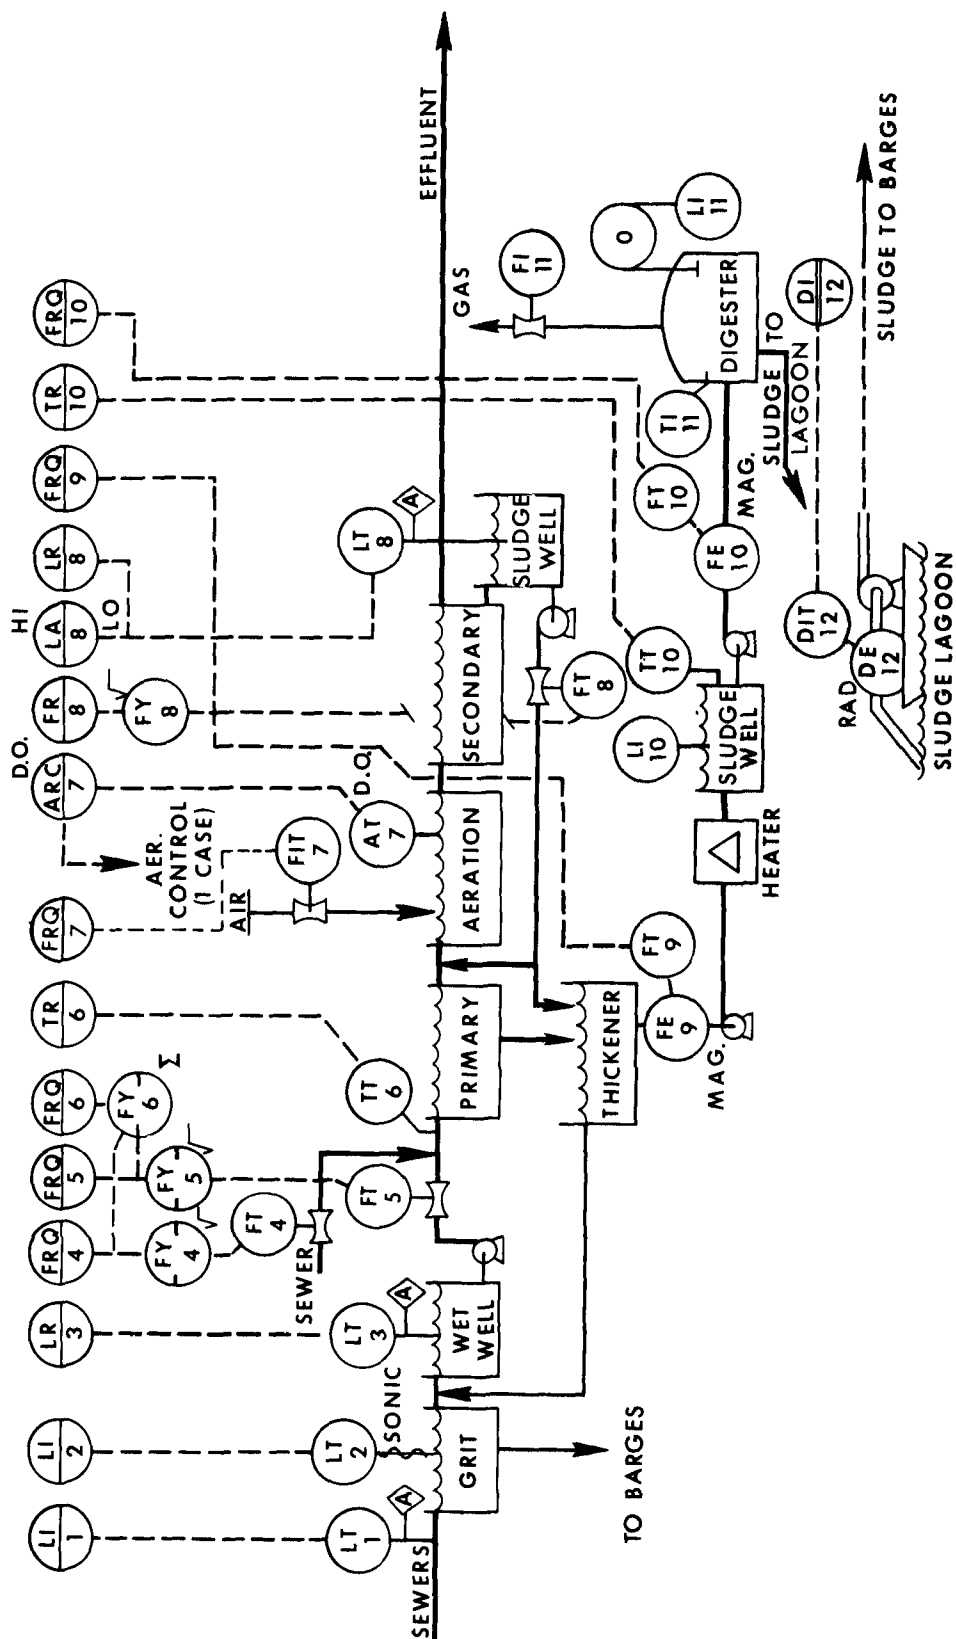 LI
1
LI
2
LR
3
FRQ
4
FRQ
5
FRQ
6
TR
6
FRQ
7
D.O.
ARC
7
FR
8
HI
LA
8
LO
LR
8
FRQ
9
TR
10
FRQ
10
FY
4
FY
5
FY
6
Σ
FY
8
AER.
CONTROL
(1 CASE)
AIR
FIT
7
FT
4
SEWER
LT
1
A
LT
2
SONIC
LT
3
A
FT
5
TT
6
AT
7
D.O.
LT
8
A
SEWERS
EFFLUENT
GRIT
WET
WELL
PRIMARY
AERATION
SECONDARY
SLUDGE
WELL
GAS
FI
11
FT
8
O
LI
11
TO BARGES
THICKENER
FT
9
FE
9
MAG.
HEATER
LI
10
TT
10
SLUDGE
WELL
FT
10
FE
10
MAG.
TI
11
DIGESTER
SLUDGE TO
LAGOON
DIT
12
DI
12
RAD
DE
12
SLUDGE TO BARGES
SLUDGE LAGOON